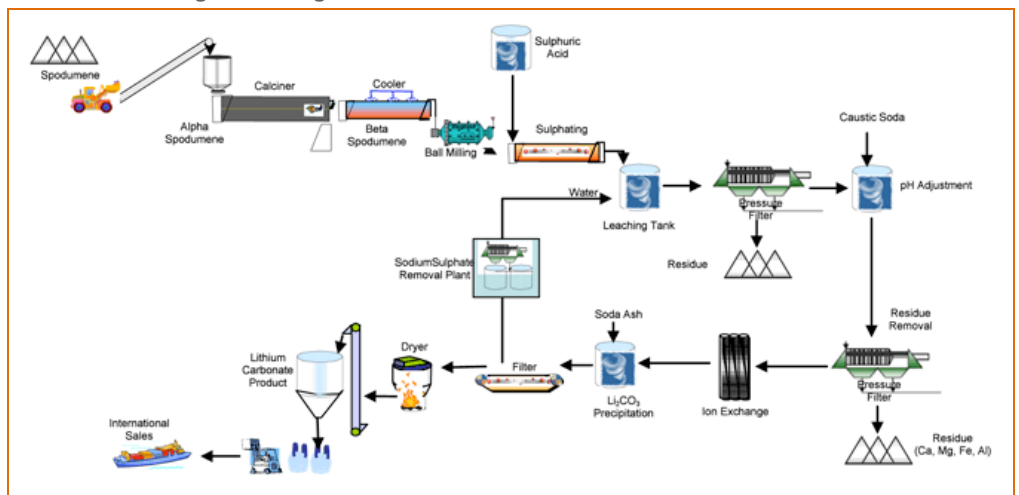 Spodumene
Alpha
Spodumene
Calciner
Cooler
Beta
Spodumene
Ball Milling
Sulphuric
Acid
Sulphating
Water
Leaching Tank
Pressure
Filter
Residue
Caustic Soda
pH Adjustment
Residue
Removal
Pressure
Filter
Residue
(Ca, Mg, Fe, Al)
Ion Exchange
Soda Ash
Li₂CO₃
Precipitation
Filter
SodiumSulphate
Removal Plant
Dryer
Lithium
Carbonate
Product
International
Sales